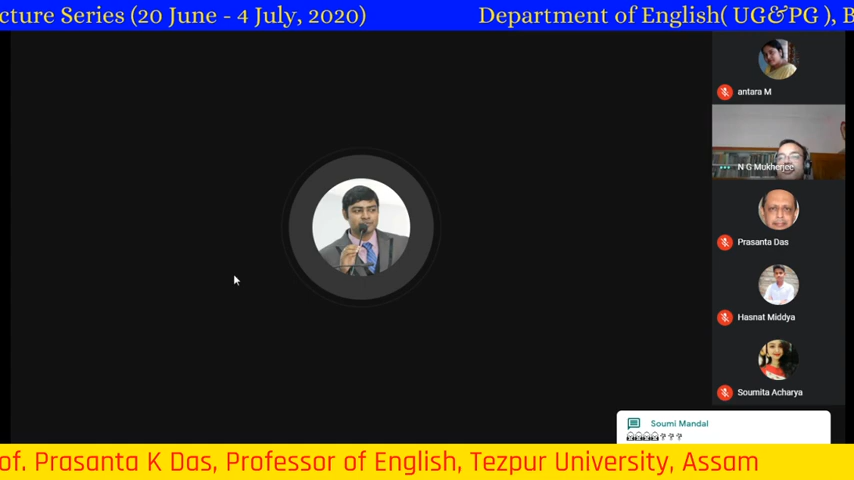 cture Series (20 June - 4 July, 2020) Department of English( UG&PG ), B
antara M
N G Mukherjee
Prasanta Das
Hasnat Middya
Soumita Acharya
Soumi Mandal
of. Prasanta K Das, Professor of English, Tezpur University, Assam